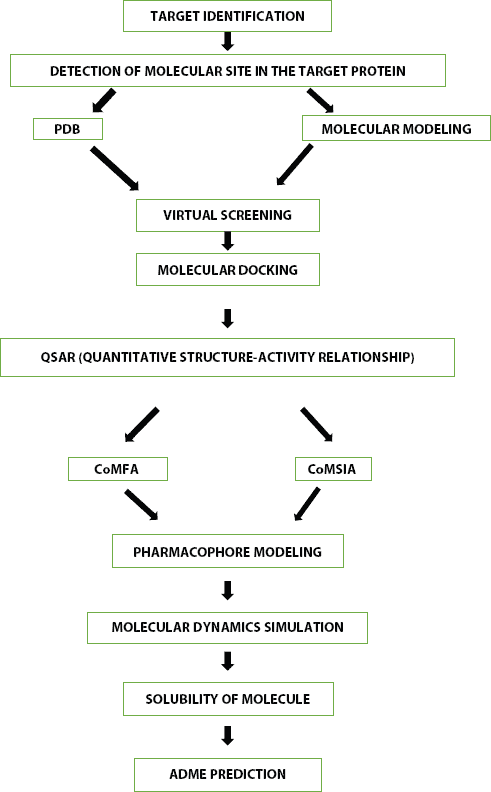 TARGET IDENTIFICATION
DETECTION OF MOLECULAR SITE IN THE TARGET PROTEIN
PDB
MOLECULAR MODELING
VIRTUAL SCREENING
MOLECULAR DOCKING
QSAR (QUANTITATIVE STRUCTURE-ACTIVITY RELATIONSHIP)
CoMFA
CoMSIA
PHARMACOPHORE MODELING
MOLECULAR DYNAMICS SIMULATION
SOLUBILITY OF MOLECULE
ADME PREDICTION